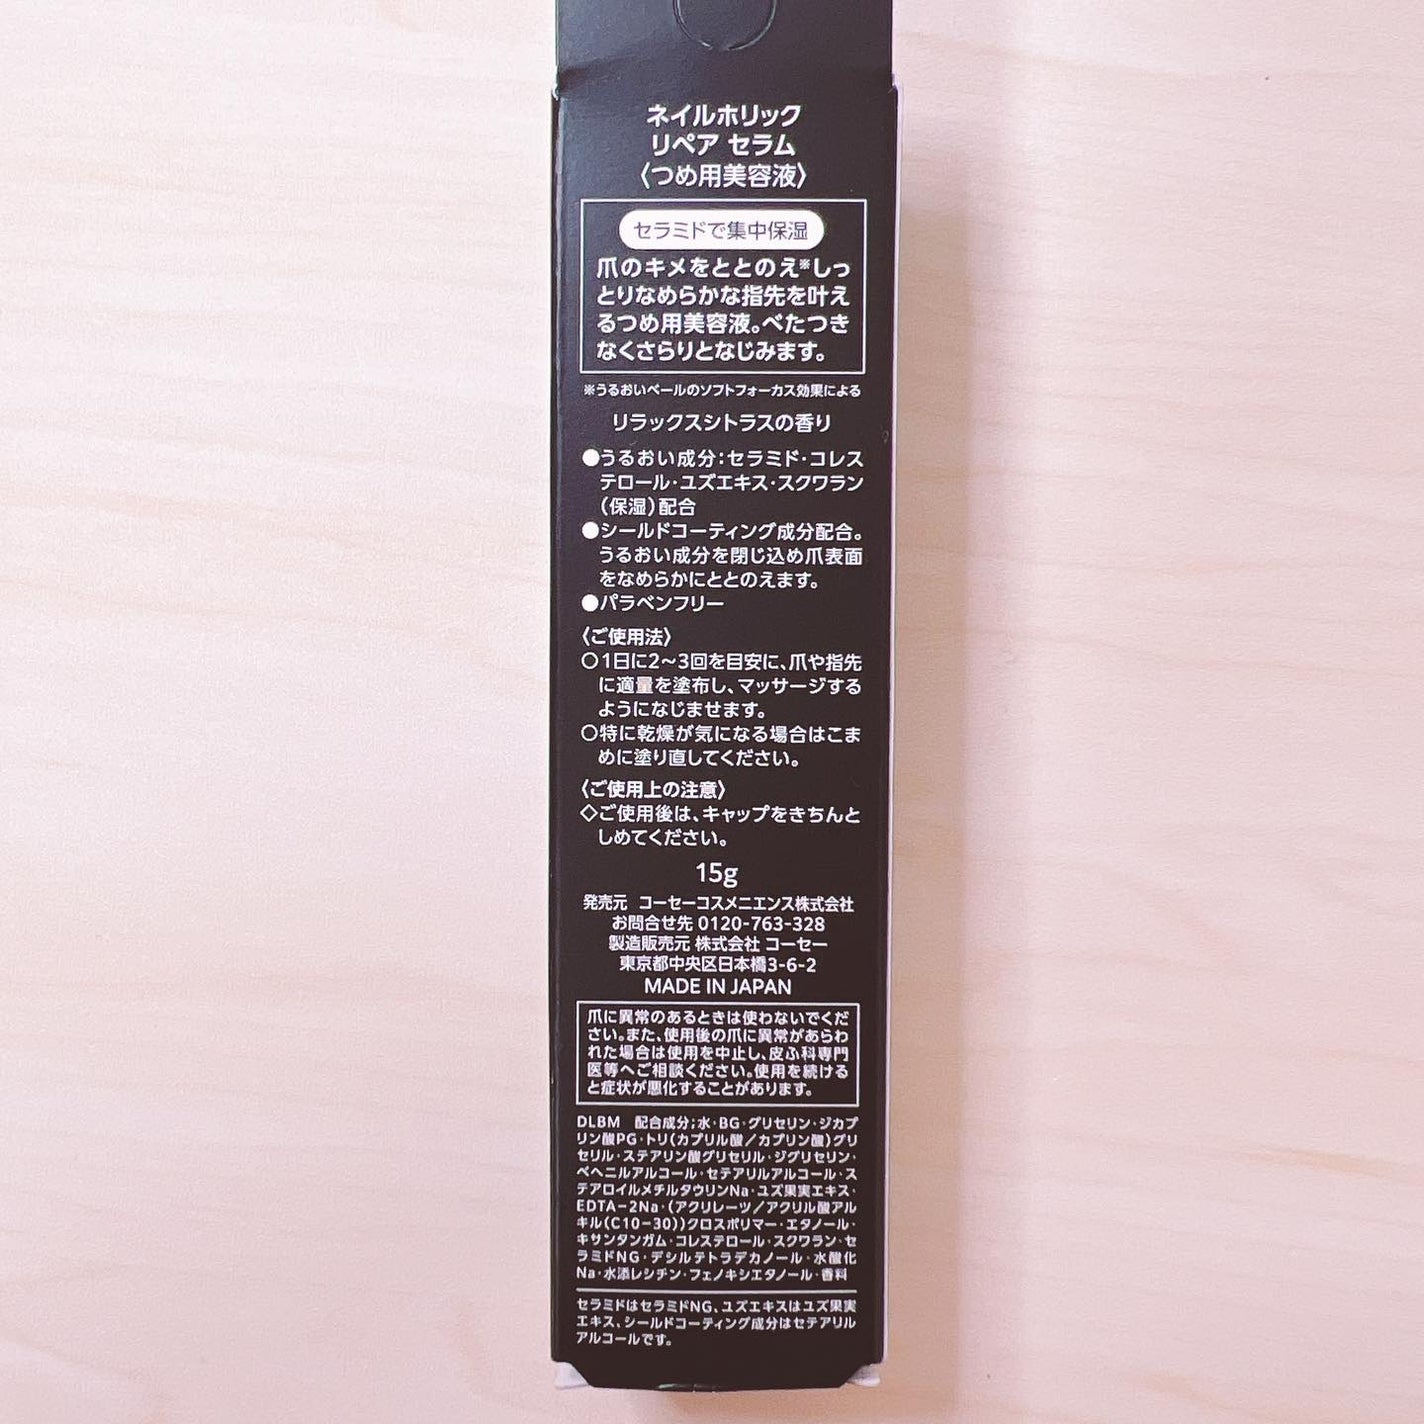 ネイルホリック
リペア セラム
〈つめ用美容液〉
セラミドで集中保湿
爪のキメをととのえ※しっ
とりなめらかな指先を叶え
るつめ用美容液。べたつき
なくさらりとなじみます。
※うるおいベールのソフトフォーカス効果による
リラックスシトラスの香り
●うるおい成分：セラミド・コレス
テロール・ユズエキス・スクワラン
（保湿）配合
●シールドコーティング成分配合。
うるおい成分を閉じ込め爪表面
をなめらかにととのえます。
●パラベンフリー
〈ご使用法〉
○1日に2～3回を目安に、爪や指先
に適量を塗布し、マッサージする
ようになじませます。
○特に乾燥が気になる場合はこま
めに塗り直してください。
〈ご使用上の注意〉
◇ご使用後は、キャップをきちんと
しめてください。
15g
発売元 コーセーコスメニエンス株式会社
お問合せ先 0120-763-328
製造販売元 株式会社 コーセー
東京都中央区日本橋3-6-2
MADE IN JAPAN
爪に異常のあるときは使わないでくだ
さい。また、使用後の爪に異常があらわ
れた場合は使用を中止し、皮ふ科専門
医等へご相談ください。使用を続ける
と症状が悪化することがあります。
DLBM 配合成分；水・BG・グリセリン・ジカプ
リン酸PG・トリ（カプリル酸／カプリン酸）グリ
セリル・ステアリン酸グリセリル・ジグリセリン・
ベヘニルアルコール・セテアリルアルコール・ス
テアロイルメチルタウリンNa・ユズ果実エキス・
EDTA－2Na・（アクリレーツ／アクリル酸アル
キル（C10－30））クロスポリマー・エタノール・
キサンタンガム・コレステロール・スクワラン・セ
ラミドNG・デシルテトラデカノール・水酸化
Na・水添レシチン・フェノキシエタノール・香料
セラミドはセラミドNG、ユズエキスはユズ果実
エキス、シールドコーティング成分はセテアリル
アルコールです。